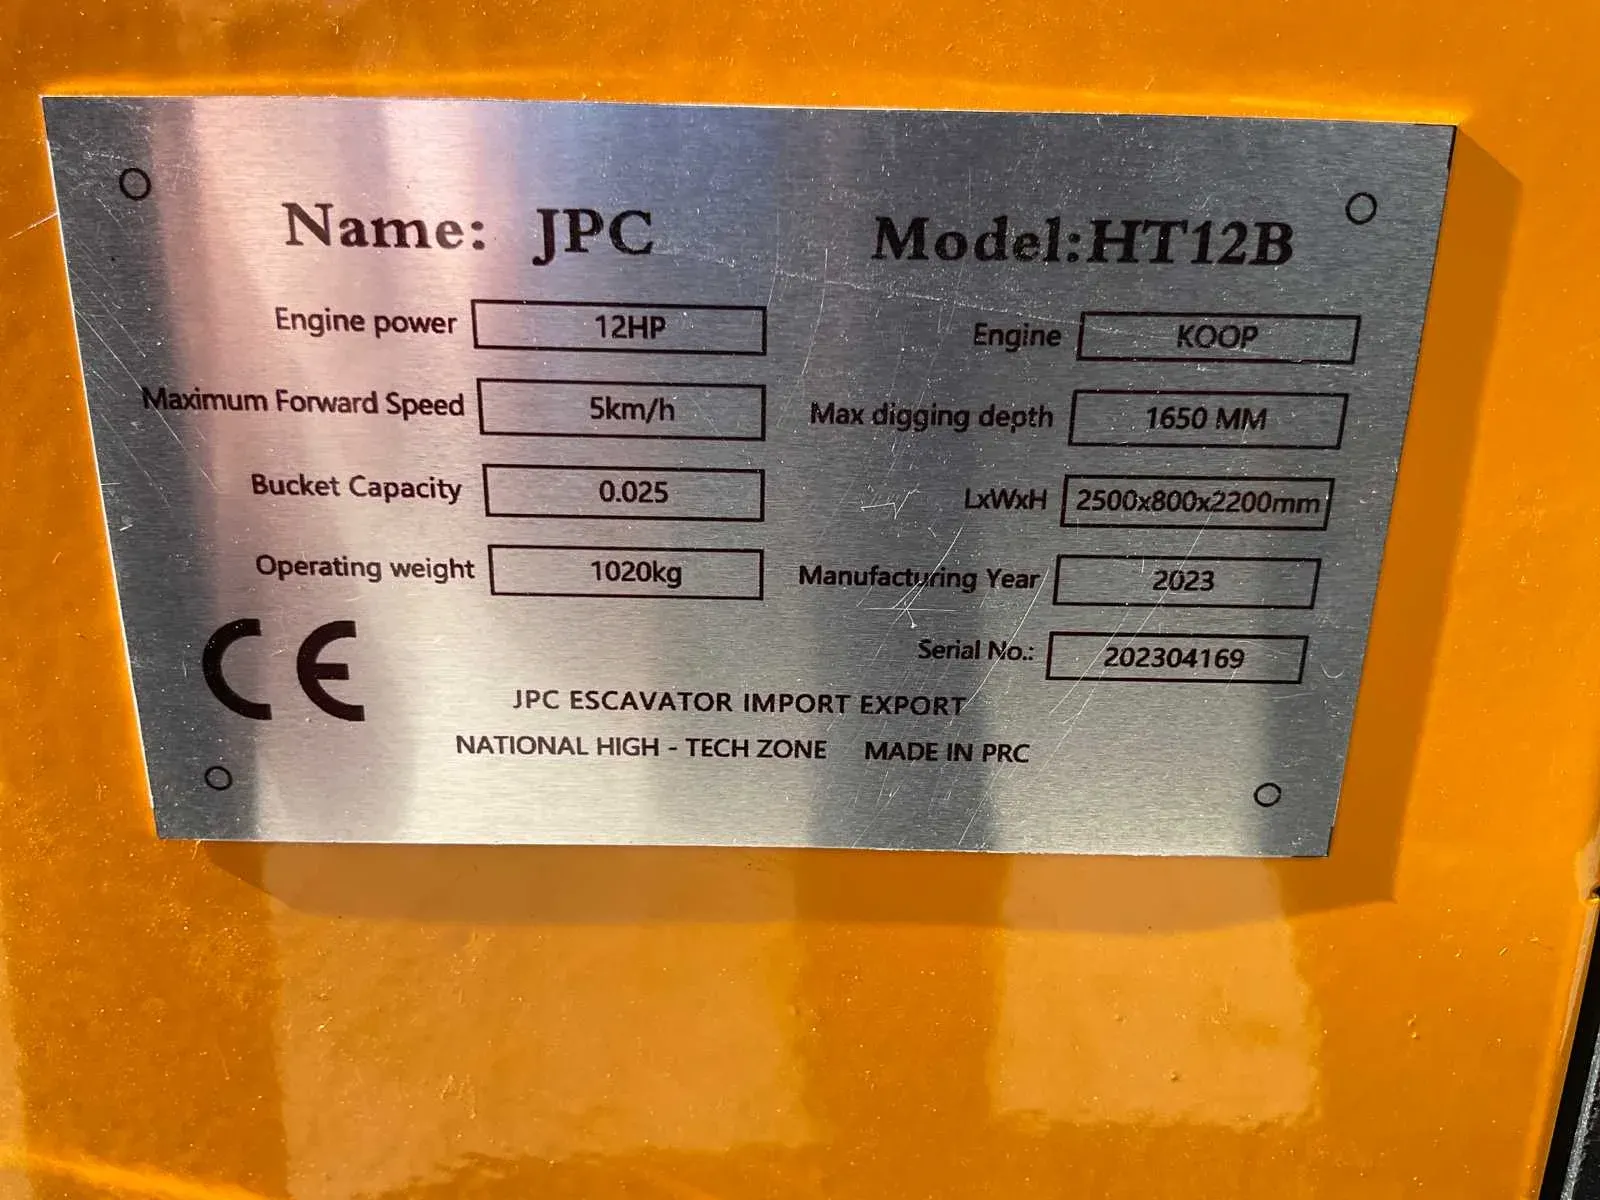 Name: JPC Model:HT12B
Engine power 12HP Engine KOOP
Maximum Forward Speed 5km/h Max digging depth 1650 MM
Bucket Capacity 0.025 LxWxH 2500x800x2200mm
Operating weight 1020kg Manufacturing Year 2023
Serial No.: 202304169
CE
JPC ESCAVATOR IMPORT EXPORT
NATIONAL HIGH - TECH ZONE MADE IN PRC